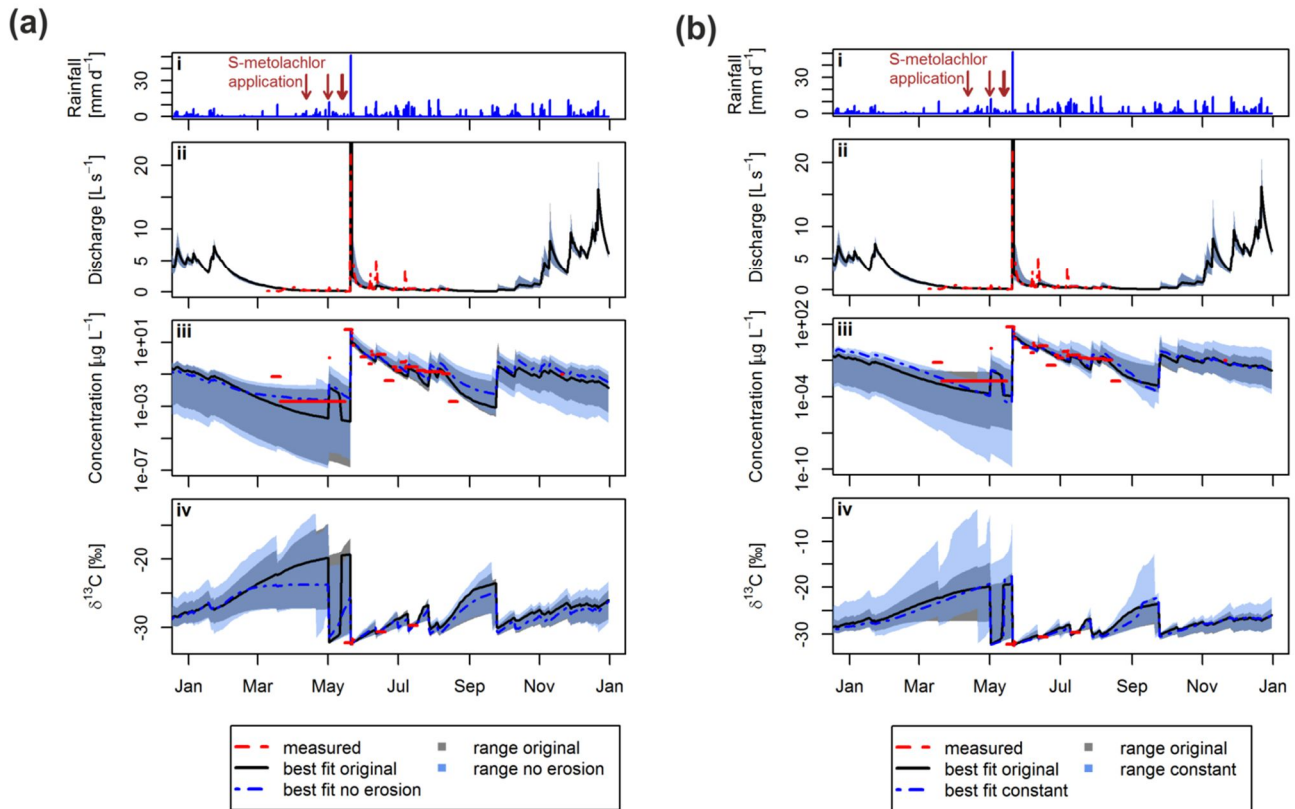 (a)
i
S-metolachlor
application
Rainfall
[mm d⁻¹]
0
30
ii
Discharge [L s⁻¹]
0
5
10
20
iii
Concentration [µg L⁻¹]
1e-07
1e-03
1e+01
iv
δ¹³C [‰]
-30
-20
Jan
Mar
May
Jul
Sep
Nov
Jan
measured
best fit original
best fit no erosion
range original
range no erosion
(b)
i
S-metolachlor
application
Rainfall
[mm d⁻¹]
0
30
ii
Discharge [L s⁻¹]
0
5
10
20
iii
Concentration [µg L⁻¹]
1e-10
1e-04
1e+02
iv
δ¹³C [‰]
-30
-20
-10
Jan
Mar
May
Jul
Sep
Nov
Jan
measured
best fit original
best fit constant
range original
range constant